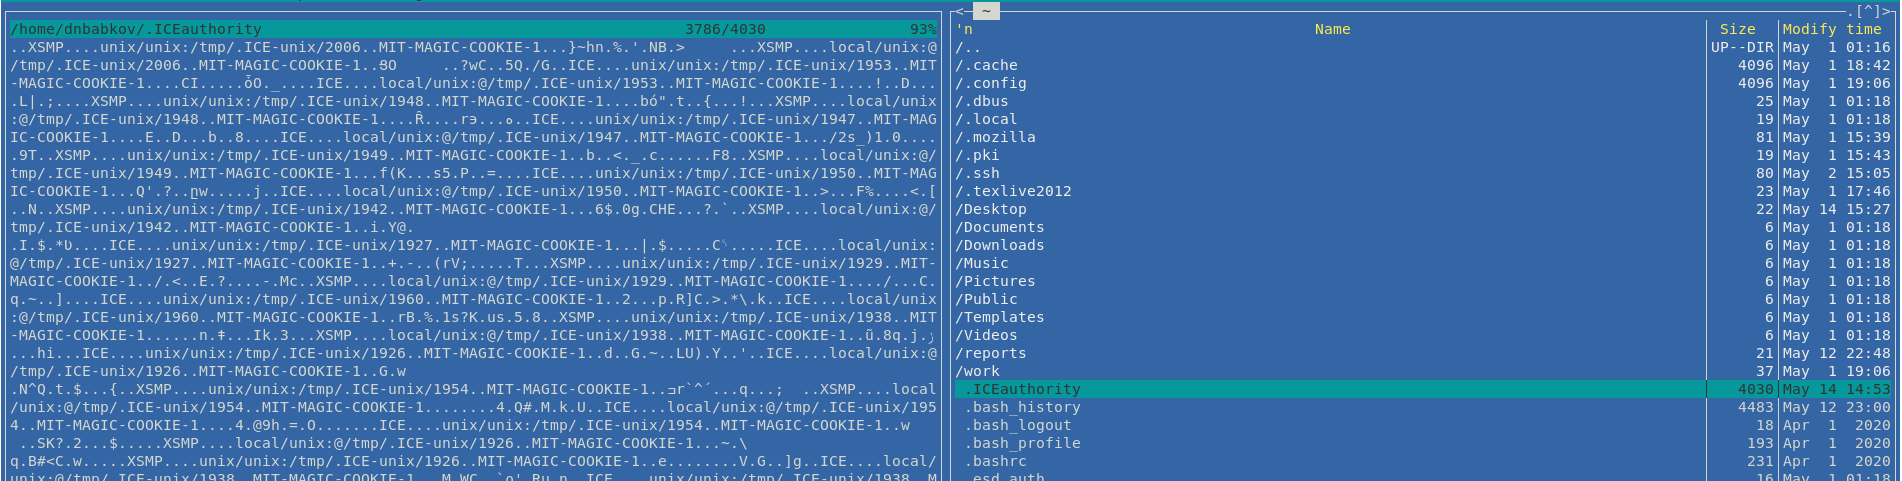 /home/dnbabkov/.ICEauthority 3786/4030 93%
..XSMP....unix/unix:/tmp/.ICE-unix/2006..MIT-MAGIC-COOKIE-1...}~hn.%.'.NB.> ...XSMP....local/unix:@
/tmp/.ICE-unix/2006..MIT-MAGIC-COOKIE-1.. ..?wC..5Q./G..ICE....unix/unix:/tmp/.ICE-unix/1953..MIT
-MAGIC-COOKIE-1....CI.....ǒO._....ICE....local/unix:@/tmp/.ICE-unix/1953..MIT-MAGIC-COOKIE-1....!..D...
.L|.;....XSMP....unix/unix:/tmp/.ICE-unix/1948..MIT-MAGIC-COOKIE-1....bó".t..{...!...XSMP....local/unix
:@/tmp/.ICE-unix/1948..MIT-MAGIC-COOKIE-1....Ȓ....rэ...ه..ICE....unix/unix:/tmp/.ICE-unix/1947..MIT-MAG
IC-COOKIE-1....E..D...b..8....ICE....local/unix:@/tmp/.ICE-unix/1947..MIT-MAGIC-COOKIE-1.../2s_)1.0....
.9T..XSMP....unix/unix:/tmp/.ICE-unix/1949..MIT-MAGIC-COOKIE-1..b..<._.c......F8..XSMP....local/unix:@/
tmp/.ICE-unix/1949..MIT-MAGIC-COOKIE-1...f(K...s5.P..=....ICE....unix/unix:/tmp/.ICE-unix/1950..MIT-MAG
IC-COOKIE-1...Q'.?..քw.....j..ICE....local/unix:@/tmp/.ICE-unix/1950..MIT-MAGIC-COOKIE-1..>...F%....<.[
..N..XSMP....unix/unix:/tmp/.ICE-unix/1942..MIT-MAGIC-COOKIE-1...6$.0g.CHE...?.`..XSMP....local/unix:@/
tmp/.ICE-unix/1942..MIT-MAGIC-COOKIE-1..i.Y@.
.I.$.*ʋ....ICE....unix/unix:/tmp/.ICE-unix/1927..MIT-MAGIC-COOKIE-1...|.$.....C .....ICE....local/unix:
@/tmp/.ICE-unix/1927..MIT-MAGIC-COOKIE-1..+.-..(rV;.....T...XSMP....unix/unix:/tmp/.ICE-unix/1929..MIT-
MAGIC-COOKIE-1../.<..E.?....-.Mc..XSMP....local/unix:@/tmp/.ICE-unix/1929..MIT-MAGIC-COOKIE-1..../...C.
q.~..]....ICE....unix/unix:/tmp/.ICE-unix/1960..MIT-MAGIC-COOKIE-1..2...p.R]C.>.*\.k..ICE....local/unix
:@/tmp/.ICE-unix/1960..MIT-MAGIC-COOKIE-1..rB.%.1s?K.us.5.8..XSMP....unix/unix:/tmp/.ICE-unix/1938..MIT
-MAGIC-COOKIE-1......n.ǂ...Ik.3...XSMP....local/unix:@/tmp/.ICE-unix/1938..MIT-MAGIC-COOKIE-1..ű.8q.j.
...hi...ICE....unix/unix:/tmp/.ICE-unix/1926..MIT-MAGIC-COOKIE-1..d..G.~..LU).Y..'..ICE....local/unix:@
/tmp/.ICE-unix/1926..MIT-MAGIC-COOKIE-1..G.w
.N^Q.t.$...{..XSMP....unix/unix:/tmp/.ICE-unix/1954..MIT-MAGIC-COOKIE-1.. r`^´...q...; ..XSMP....local
/unix:@/tmp/.ICE-unix/1954..MIT-MAGIC-COOKIE-1........4.Q#.M.k.U..ICE....local/unix:@/tmp/.ICE-unix/195
4..MIT-MAGIC-COOKIE-1....4.@9h.=.O.......ICE....unix/unix:/tmp/.ICE-unix/1954..MIT-MAGIC-COOKIE-1..w
..SK?.2...$.....XSMP....local/unix:@/tmp/.ICE-unix/1926..MIT-MAGIC-COOKIE-1...~.\
q.B#<C.w.....XSMP....unix/unix:/tmp/.ICE-unix/1926..MIT-MAGIC-COOKIE-1..e........V.G..]g..ICE....local/
unix:@/tmp/.ICE-unix/1938..MIT-MAGIC-COOKIE-1...M.WC..`o'.Ru.n..ICE....unix/unix:/tmp/.ICE-unix/1938..M
<─ ~ .[^]>
'n Name Size Modify time
/.. UP--DIR May 1 01:16
/.cache 4096 May 1 18:42
/.config 4096 May 1 19:06
/.dbus 25 May 1 01:18
/.local 19 May 1 01:18
/.mozilla 81 May 1 15:39
/.pki 19 May 1 15:43
/.ssh 80 May 2 15:05
/.texlive2012 23 May 1 17:46
/Desktop 22 May 14 15:27
/Documents 6 May 1 01:18
/Downloads 6 May 1 01:18
/Music 6 May 1 01:18
/Pictures 6 May 1 01:18
/Public 6 May 1 01:18
/Templates 6 May 1 01:18
/Videos 6 May 1 01:18
/reports 21 May 12 22:48
/work 37 May 1 19:06
.ICEauthority 4030 May 14 14:53
.bash_history 4483 May 12 23:00
.bash_logout 18 Apr 1 2020
.bash_profile 193 Apr 1 2020
.bashrc 231 Apr 1 2020
.esd_auth 16 May 1 01:18